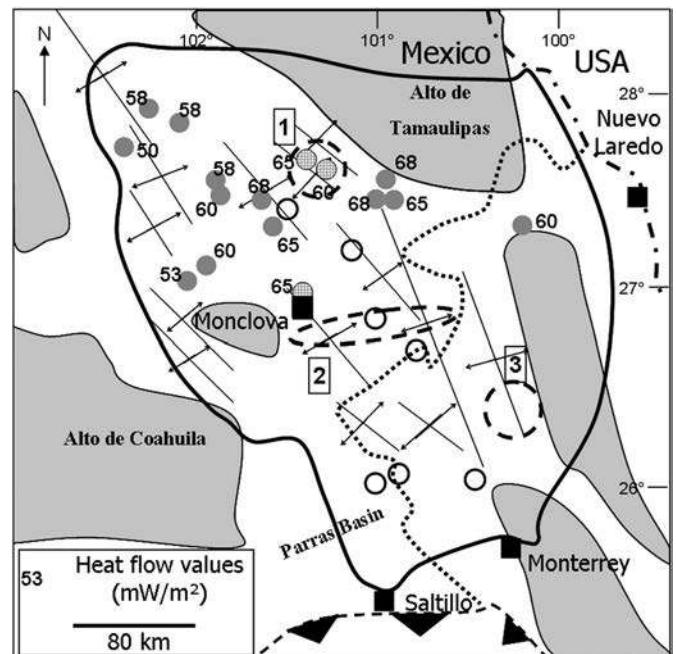 102°
101°
100°
N
Mexico
USA
Alto de
Tamaulipas
28°
Nuevo
Laredo
58
58
50
1
65
60
58
60
68
65
68
68
65
60
60
53
65
27°
Monclova
2
3
Alto de Coahuila
26°
Parras Basin
Monterrey
Saltillo
53
Heat flow values
(mW/m²)
80 km